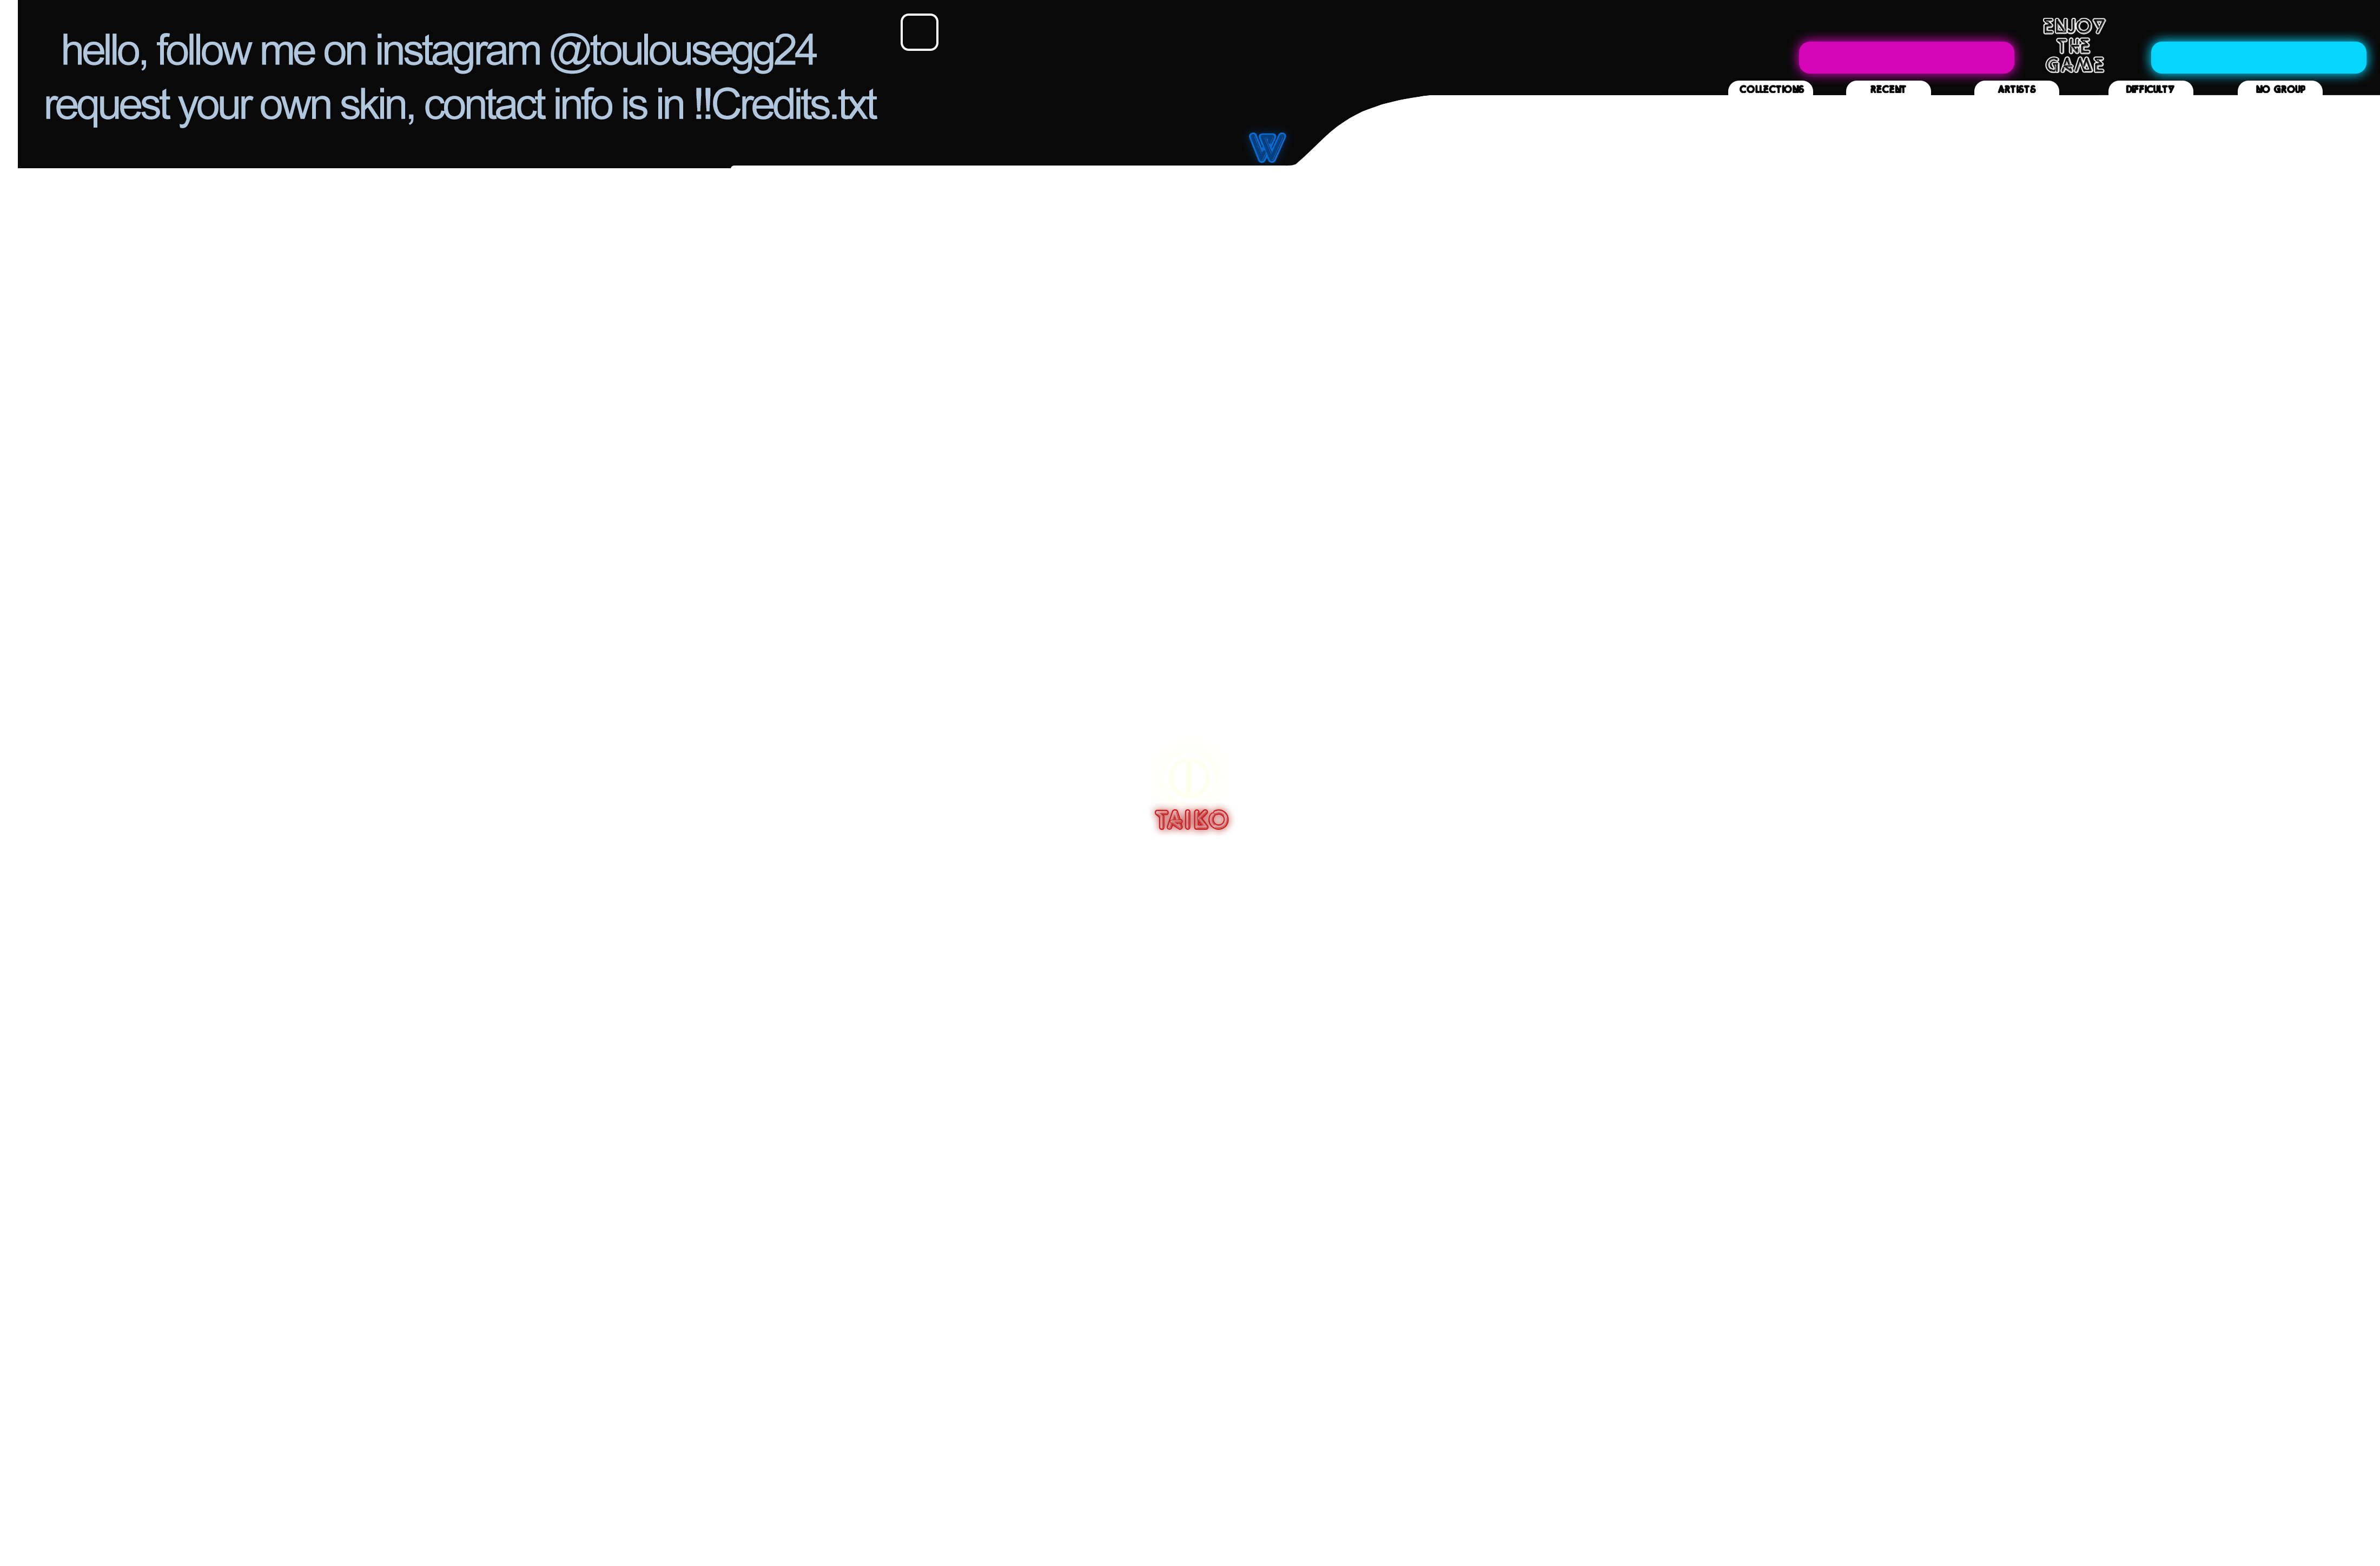 hello, follow me on instagram @toulousegg24
request your own skin, contact info is in !!Credits.txt
ENJOY
THE
GAME
COLLECTIONS
RECENT
ARTISTS
DIFFICULTY
NO GROUP
W
TAIKO